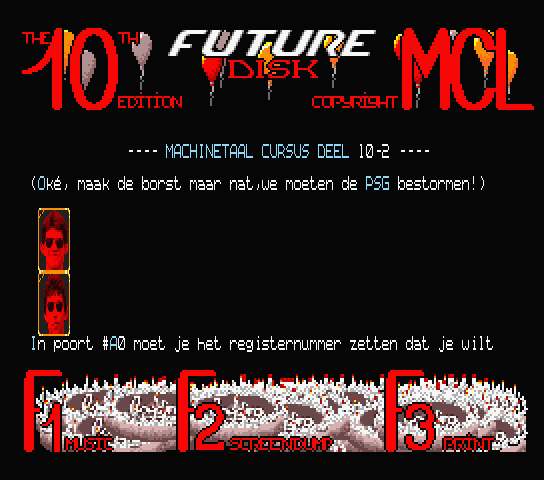 THE 10TH EDITION
FUTURE DISK
COPYRIGHT MCL
---- MACHINETAAL CURSUS DEEL 10-2 ----
(Oké, maak de borst maar nat,we moeten de PSG bestormen!)
In poort #A0 moet je het registernummer zetten dat je wilt
F1 MUSIC F2 SCREENDUMP F3 PRINT